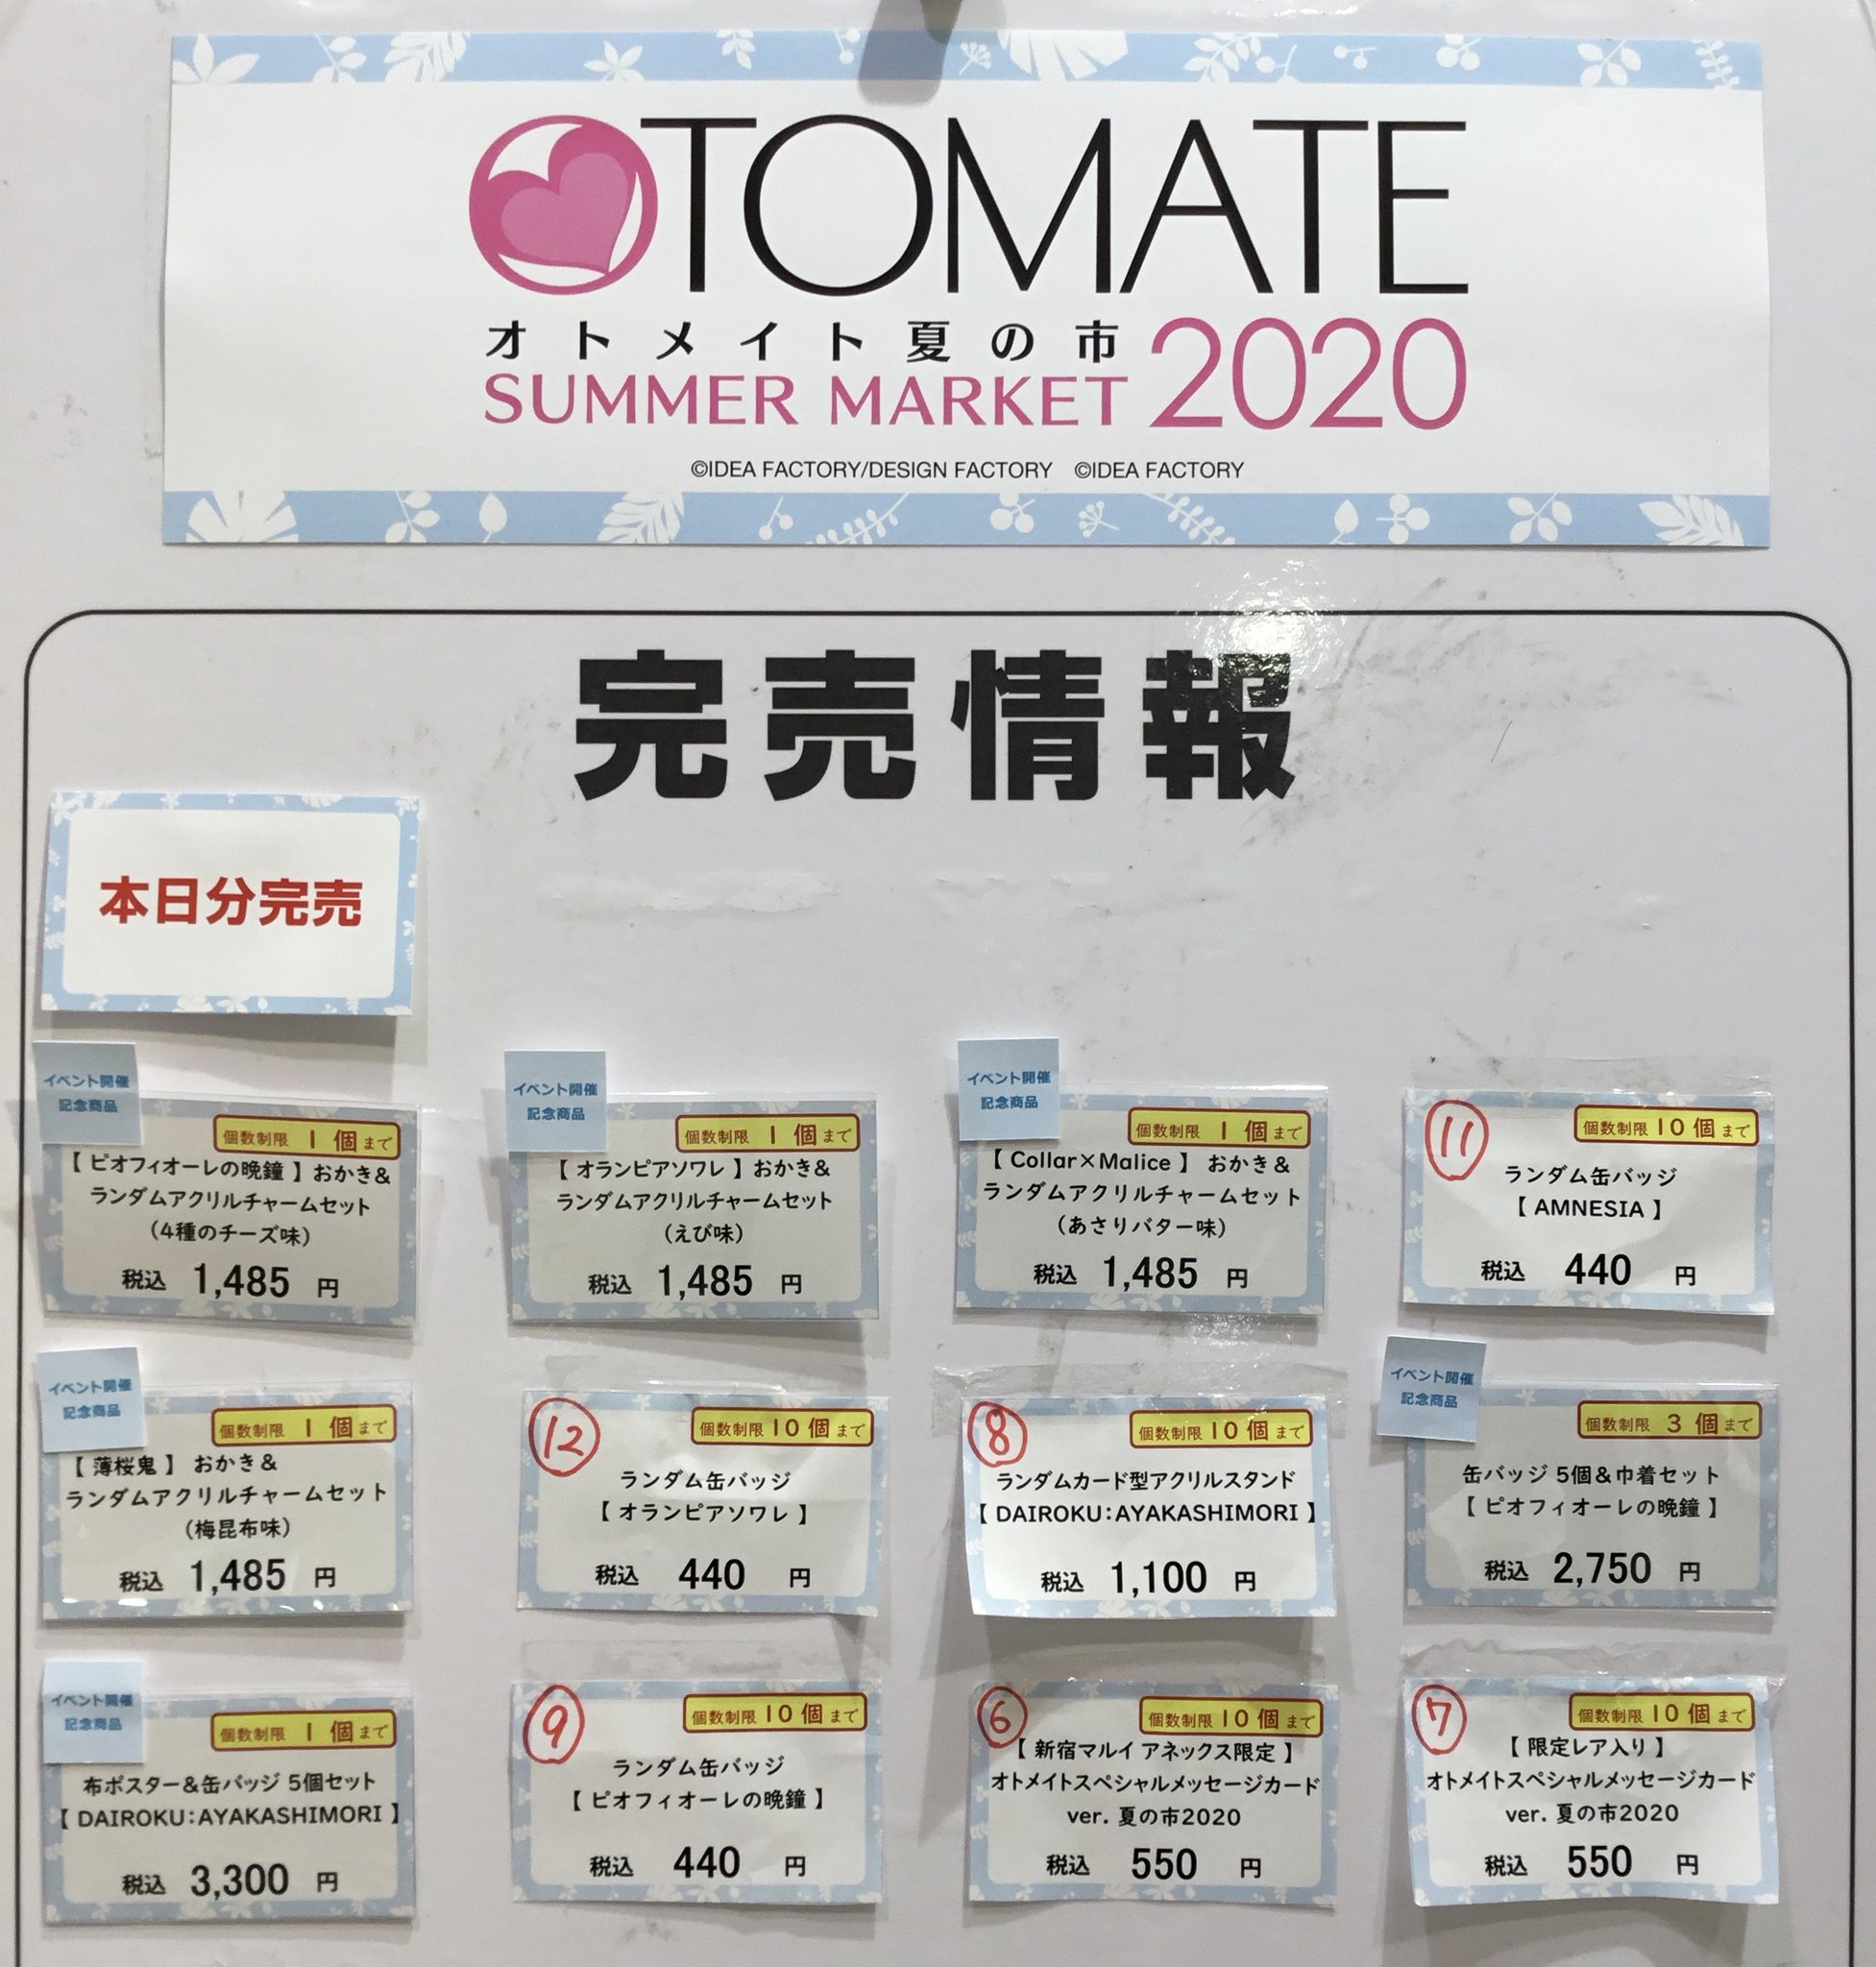 OTOMATE
オトメイト夏の市
SUMMER MARKET 2020
©IDEA FACTORY/DESIGN FACTORY ©IDEA FACTORY
完売情報
本日分完売
イベント開催
記念商品
個数制限 1 個まで
【 ピオフィオーレの晩鐘 】おかき&
ランダムアクリルチャームセット
(4種のチーズ味)
税込 1,485 円
イベント開催
記念商品
個数制限 1 個まで
【 オランピアソワレ 】おかき&
ランダムアクリルチャームセット
(えび味)
税込 1,485 円
イベント開催
記念商品
個数制限 1 個まで
【 Collar×Malice 】 おかき&
ランダムアクリルチャームセット
(あさりバター味)
税込 1,485 円
⑪
個数制限 10 個まで
ランダム缶バッジ
【 AMNESIA 】
税込 440 円
イベント開催
記念商品
個数制限 1 個まで
【 薄桜鬼 】 おかき&
ランダムアクリルチャームセット
(梅昆布味)
税込 1,485 円
⑫
個数制限 10 個まで
ランダム缶バッジ
【 オランピアソワレ 】
税込 440 円
⑧
個数制限 10 個まで
ランダムカード型アクリルスタンド
【 DAIROKU:AYAKASHIMORI 】
税込 1,100 円
イベント開催
記念商品
個数制限 3 個まで
缶バッジ 5個&巾着セット
【 ピオフィオーレの晩鐘 】
税込 2,750 円
イベント開催
記念商品
個数制限 1 個まで
布ポスター&缶バッジ 5個セット
【 DAIROKU:AYAKASHIMORI 】
税込 3,300 円
⑨
個数制限 10 個まで
ランダム缶バッジ
【 ピオフィオーレの晩鐘 】
税込 440 円
⑥
個数制限 10 個まで
【 新宿マルイ アネックス限定 】
オトメイトスペシャルメッセージカード
ver. 夏の市2020
税込 550 円
⑦
個数制限 10 個まで
【 限定レア入り 】
オトメイトスペシャルメッセージカード
ver. 夏の市2020
税込 550 円